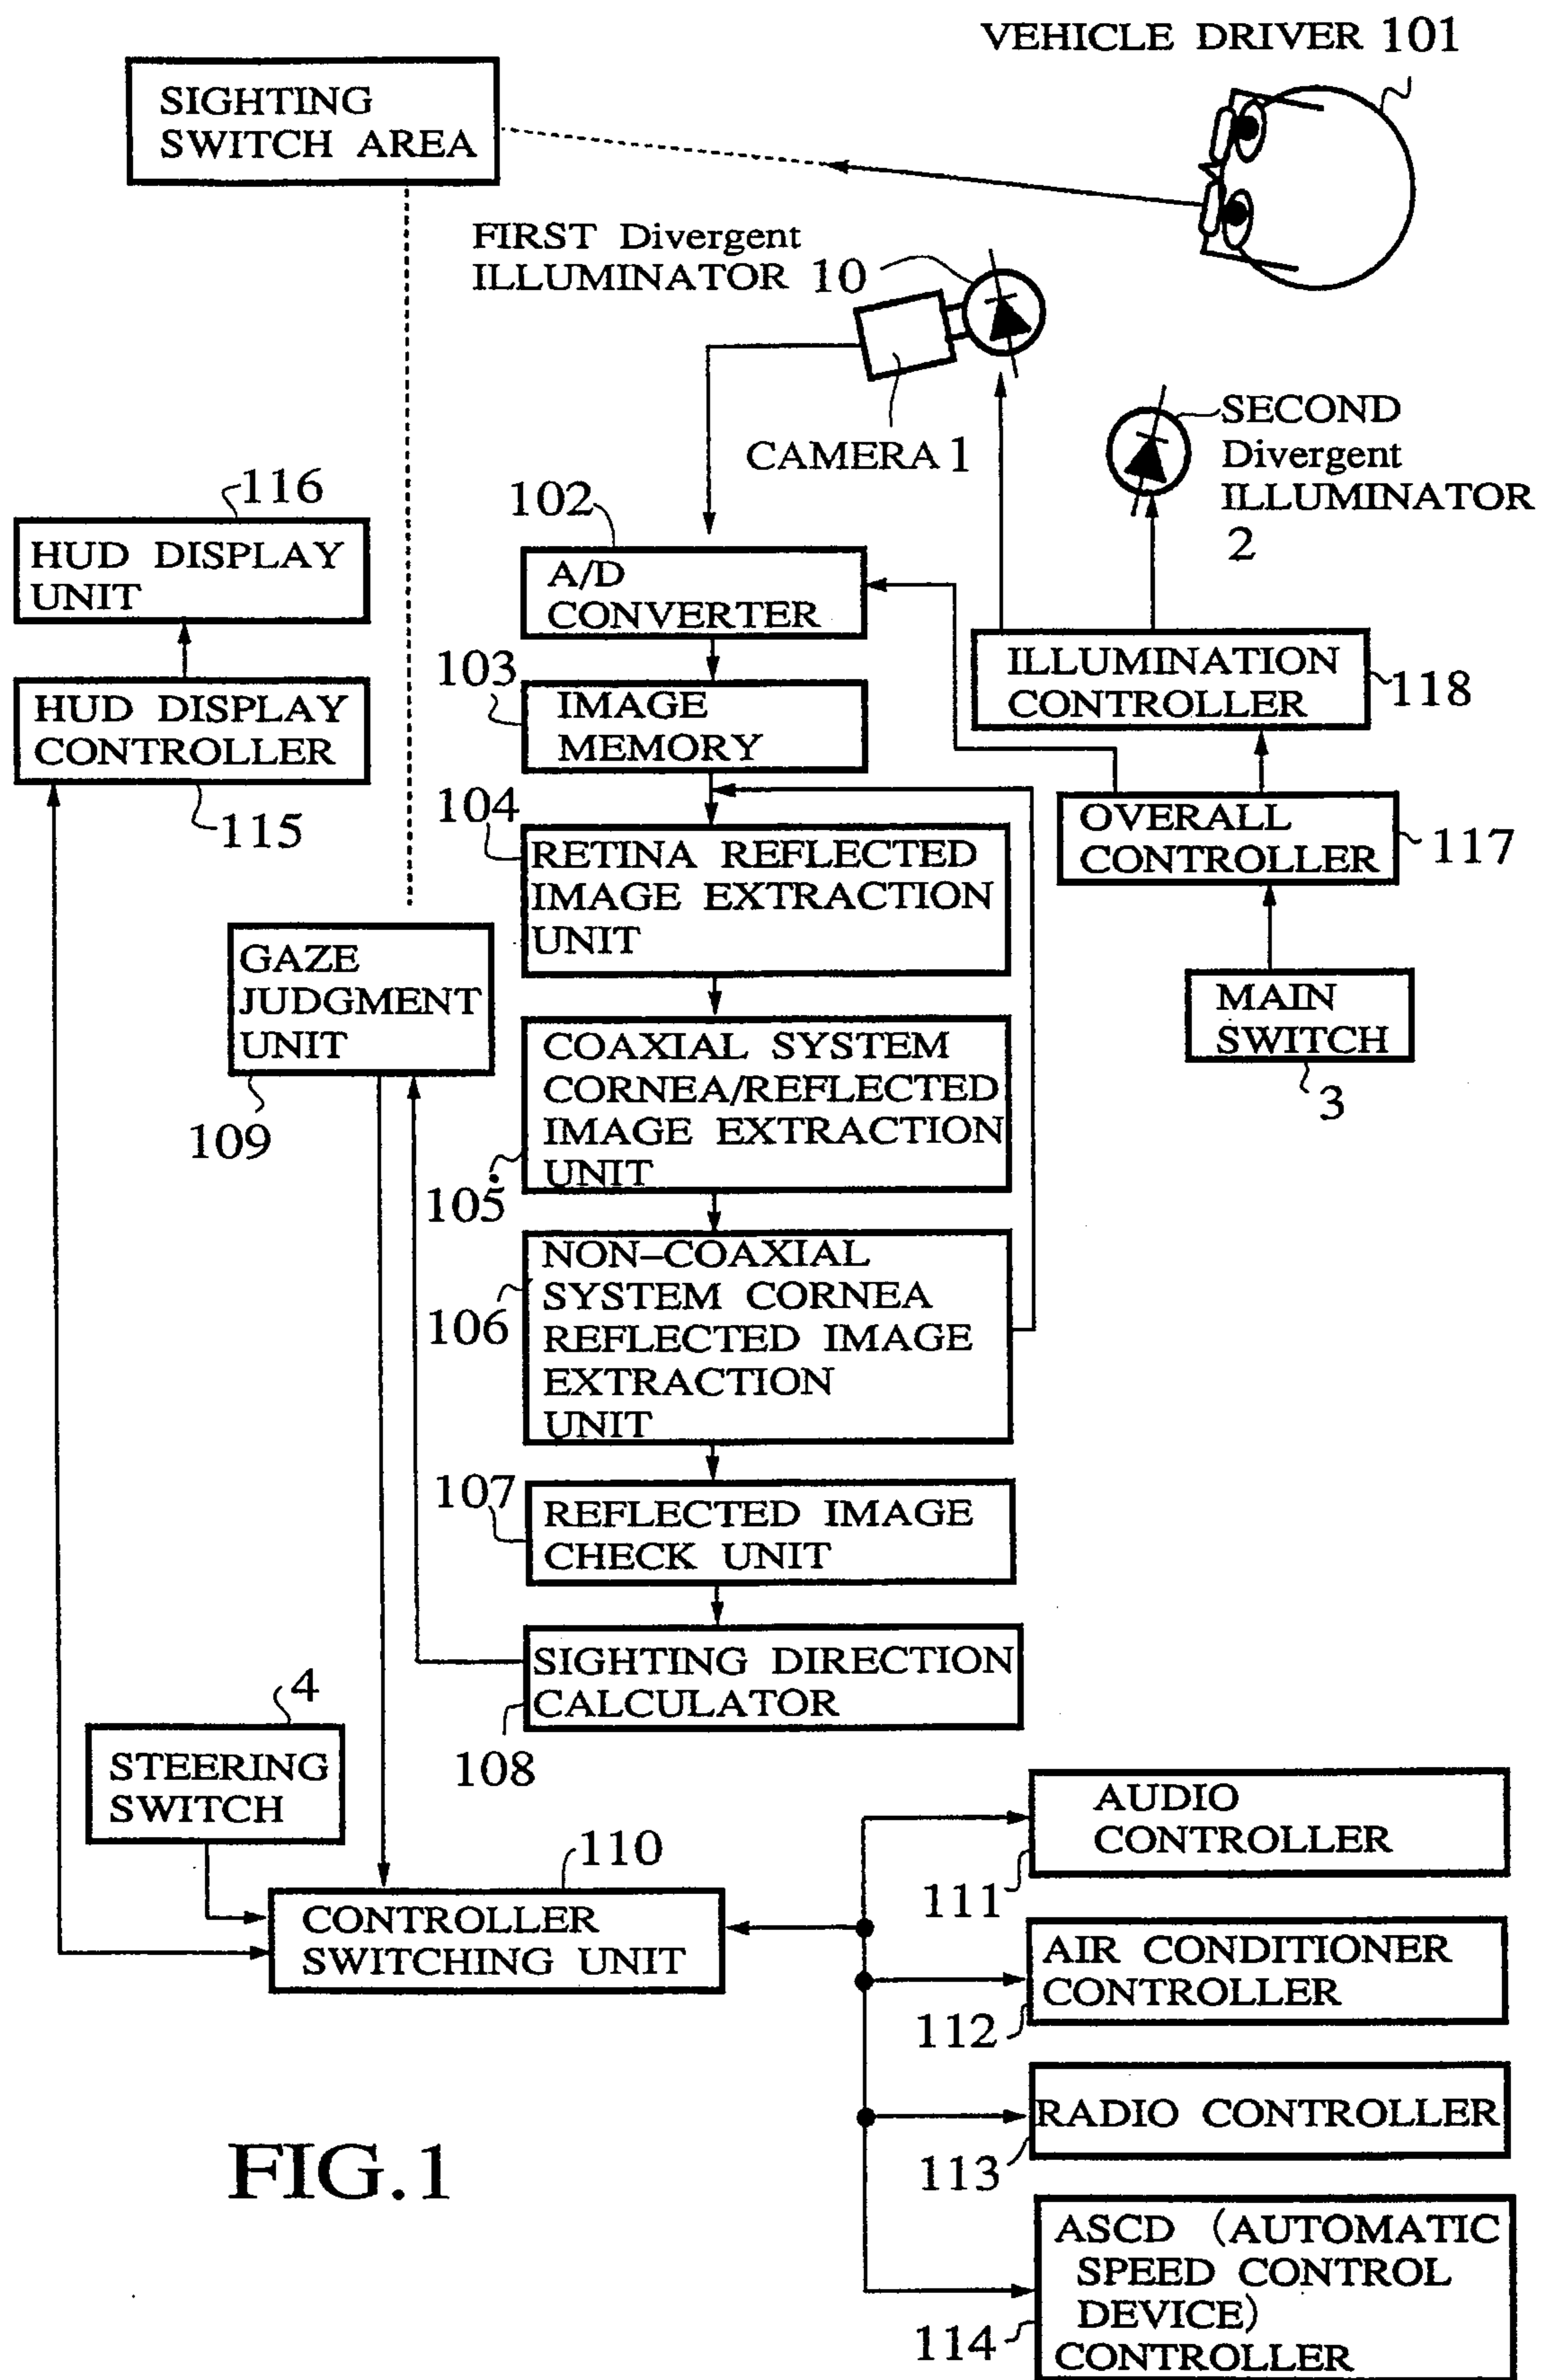 VEHICLE DRIVER 101
SIGHTING
SWITCH AREA
FIRST Divergent
ILLUMINATOR 10
CAMERA 1
SECOND
Divergent
ILLUMINATOR
2
116
HUD DISPLAY
UNIT
HUD DISPLAY
CONTROLLER
115
102
A/D
CONVERTER
103
IMAGE
MEMORY
ILLUMINATION
CONTROLLER
118
OVERALL
CONTROLLER
117
MAIN
SWITCH
3
104
RETINA REFLECTED
IMAGE EXTRACTION
UNIT
GAZE
JUDGMENT
UNIT
109
COAXIAL SYSTEM
CORNEA/REFLECTED
IMAGE EXTRACTION
UNIT
105
NON-COAXIAL
SYSTEM CORNEA
REFLECTED IMAGE
EXTRACTION
UNIT
106
107
REFLECTED IMAGE
CHECK UNIT
SIGHTING DIRECTION
CALCULATOR
108
4
STEERING
SWITCH
110
CONTROLLER
SWITCHING UNIT
AUDIO
CONTROLLER
111
AIR CONDITIONER
CONTROLLER
112
RADIO CONTROLLER
113
ASCD (AUTOMATIC
SPEED CONTROL
DEVICE)
CONTROLLER
114
FIG.1